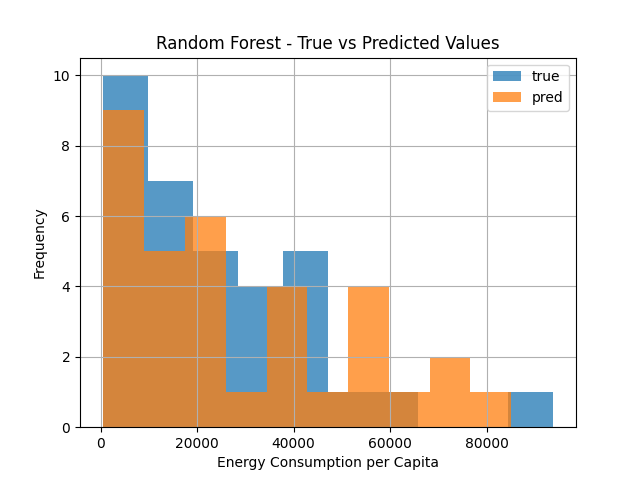 Random Forest - True vs Predicted Values
true
pred
10
8
6
4
2
0
Frequency
0 20000 40000 60000 80000
Energy Consumption per Capita